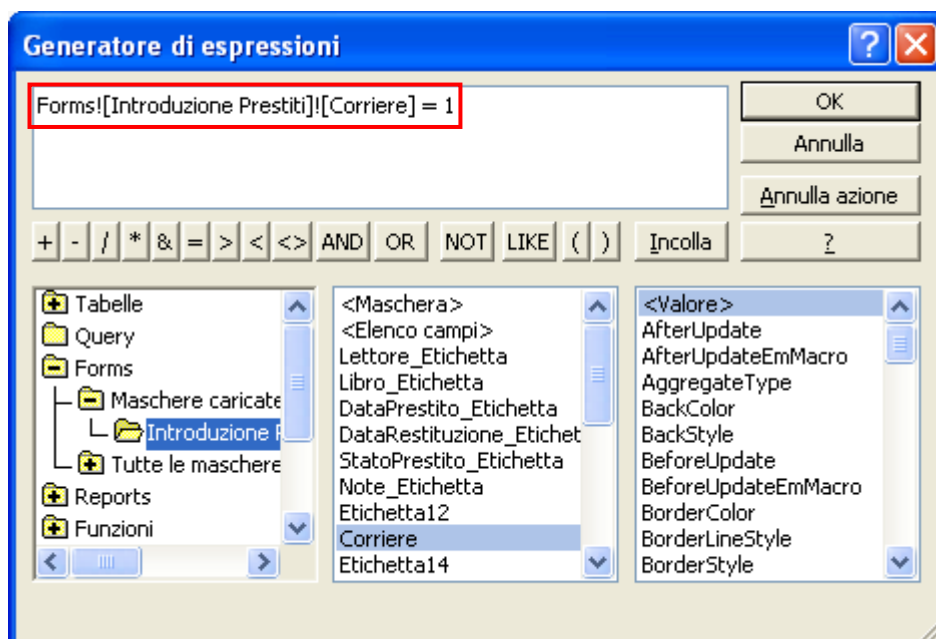 Generatore di espressioni
?
Forms![Introduzione Prestiti]![Corriere] = 1
OK
Annulla
Annulla azione
+ - / * & = > < <> AND OR NOT LIKE ( ) Incolla ?
Tabelle
Query
Forms
Maschere caricate
Introduzione
Tutte le maschere
Reports
Funzioni
<Maschera>
<Elenco campi>
Lettore_Etichetta
Libro_Etichetta
DataPrestito_Etichetta
DataRestituzione_Etichet
StatoPrestito_Etichetta
Note_Etichetta
Etichetta12
Corriere
Etichetta14
<Valore>
AfterUpdate
AfterUpdateEmMacro
AggregateType
BackColor
BackStyle
BeforeUpdate
BeforeUpdateEmMacro
BorderColor
BorderLineStyle
BorderStyle